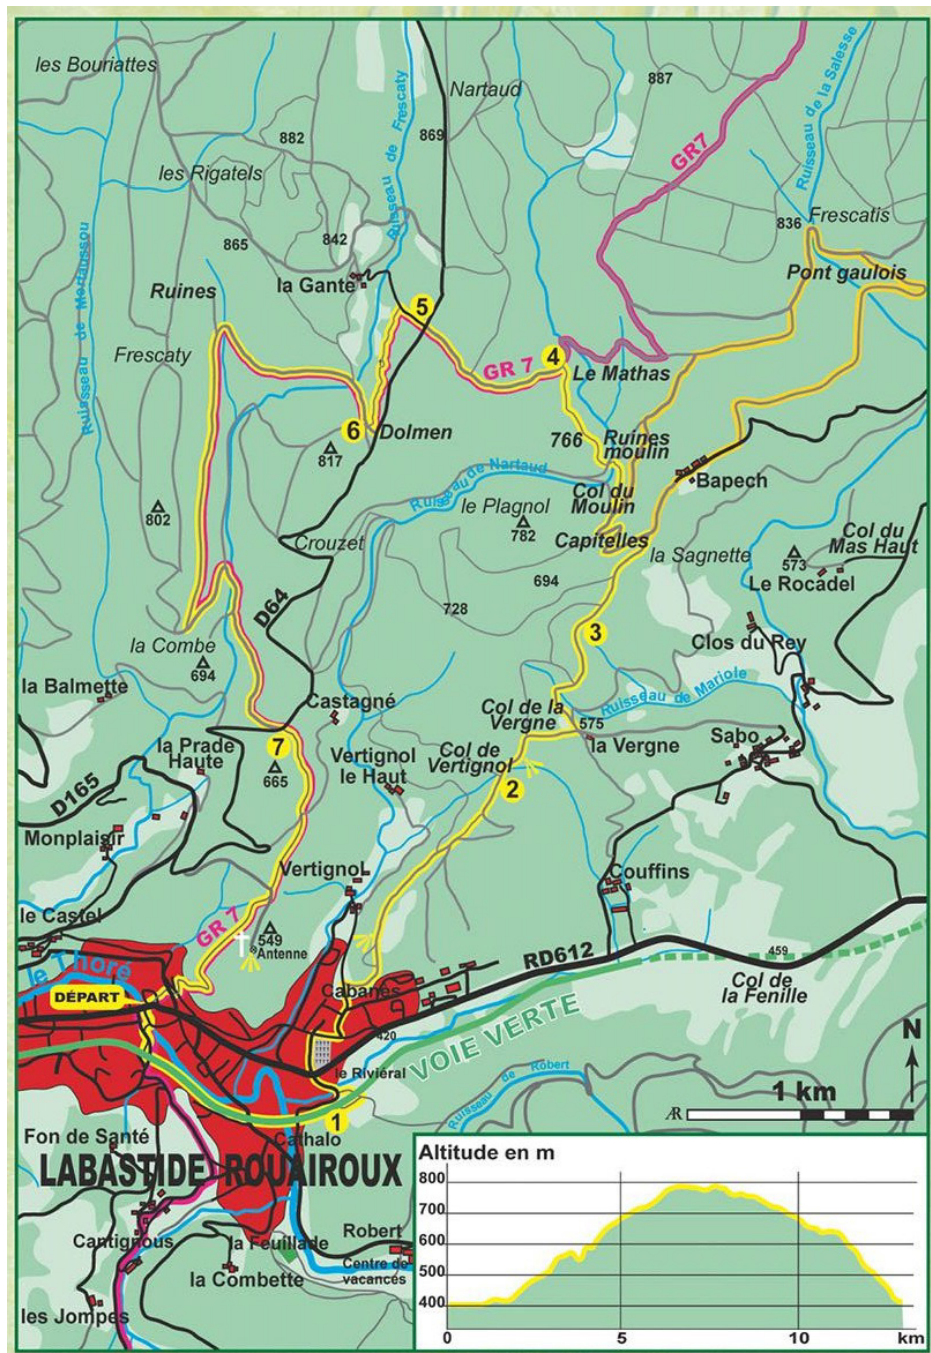 les Bouriattes
Nartaud
887
Ruisseau de la Salesse
882
869
GR7
Ruisseau de Frescaty
les Rigatels
836
Frescatis
865
842
la Gante
Pont gaulois
Ruines
5
Frescaty
4
GR 7
Le Mathas
6
Dolmen
766
Ruines
moulin
817
Ruisseau de Nartaud
Bapech
802
le Plagnol
Col du
Moulin
782
Capitelles
Col du
Mas Haut
Crouzet
la Sagnette
573
694
Le Rocadel
D64
728
3
la Combe
Clos du Rey
694
la Balmette
Castagné
Ruisseau de Mariole
Col de la
Vergne
575
7
la Prade
Haute
Vertignol
le Haut
Col de
Vertignol
la Vergne
Sabo
665
2
D165
Monplaisir
Vertignol
Couffins
le Castel
GR 7
549
Antenne
RD612
459
le Thoré
DÉPART
Cabanes
Col de
la Fenille
420
VOIE VERTE
N
le Riviéral
Ruisseau de Robert
1 km
1
Fon de Santé
Cathalo
LABASTIDE ROUAIROUX
Cantignous
la Feuillade
Robert
la Combette
Centre de
vacances
les Jompes
Altitude en m
800
700
600
500
400
0
5
10
km